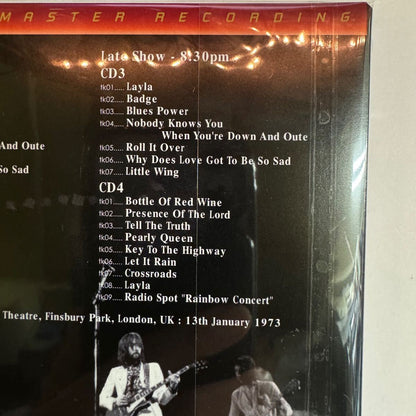 MASTER RECORDING
Late Show - 8:30pm
CD3
tk01..... Layla
tk02..... Badge
tk03..... Blues Power
tk04..... Nobody Knows You
When You're Down And Oute
And Oute
tk05..... Roll It Over
tk06..... Why Does Love Got To Be So Sad
So Sad
tk07..... Little Wing
CD4
tk01..... Bottle Of Red Wine
tk02..... Presence Of The Lord
tk03..... Tell The Truth
tk04..... Pearly Queen
tk05..... Key To The Highway
tk06..... Let It Rain
tk07..... Crossroads
tk08..... Layla
tk09..... Radio Spot "Rainbow Concert"
Theatre, Finsbury Park, London, UK : 13th January 1973